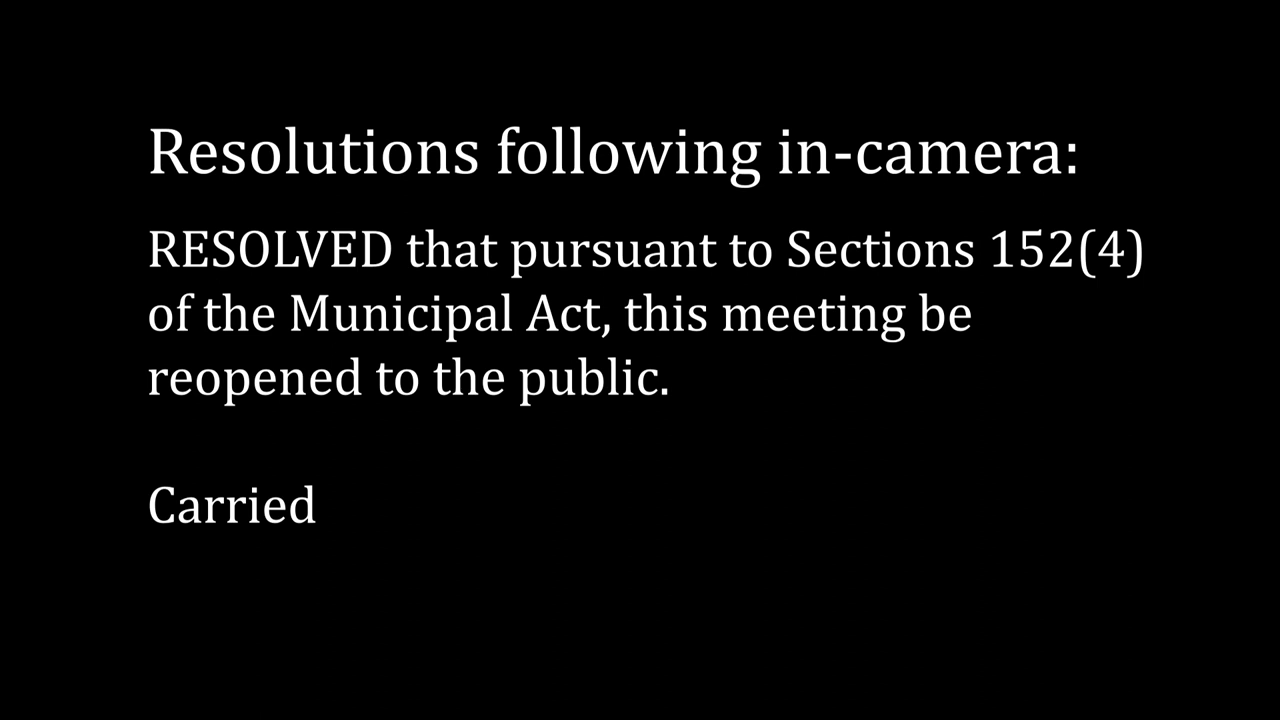 Resolutions following in-camera:
RESOLVED that pursuant to Sections 152(4)
of the Municipal Act, this meeting be
reopened to the public.
Carried